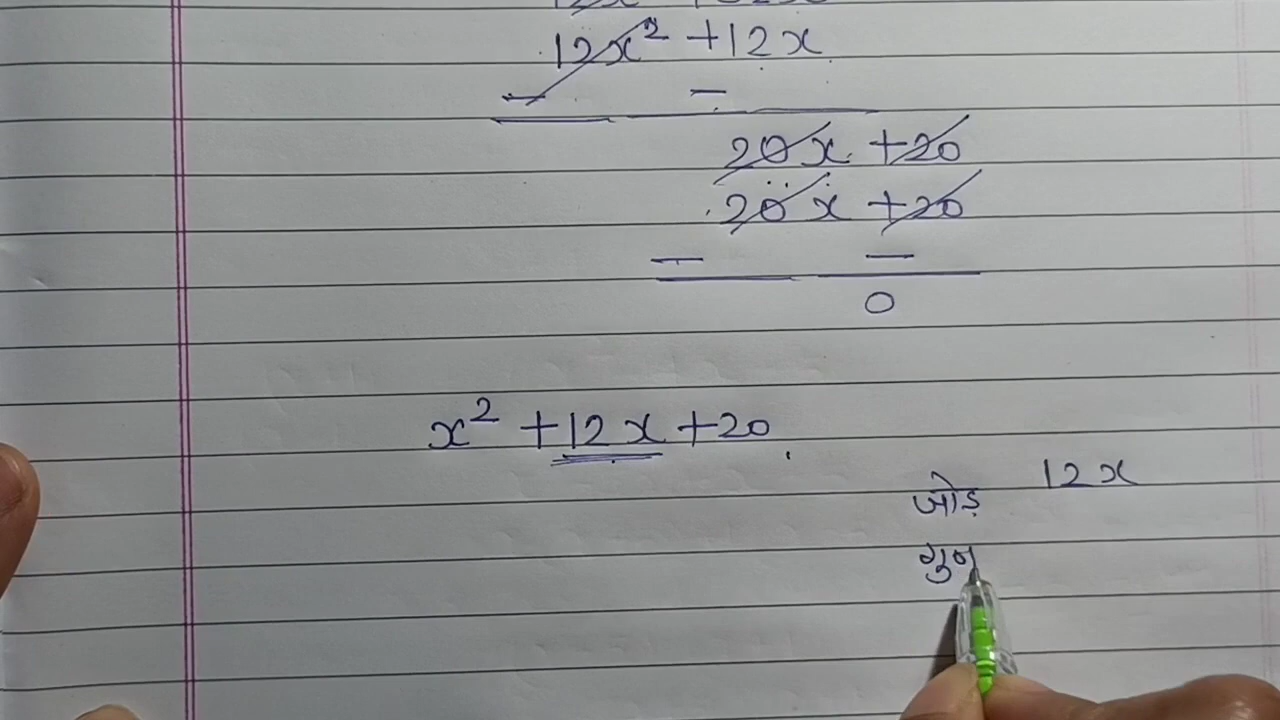 12x² +12x
— —
20x +20
20x +20
— —
0
x² +12x +20
जोड़ 12x
गुन